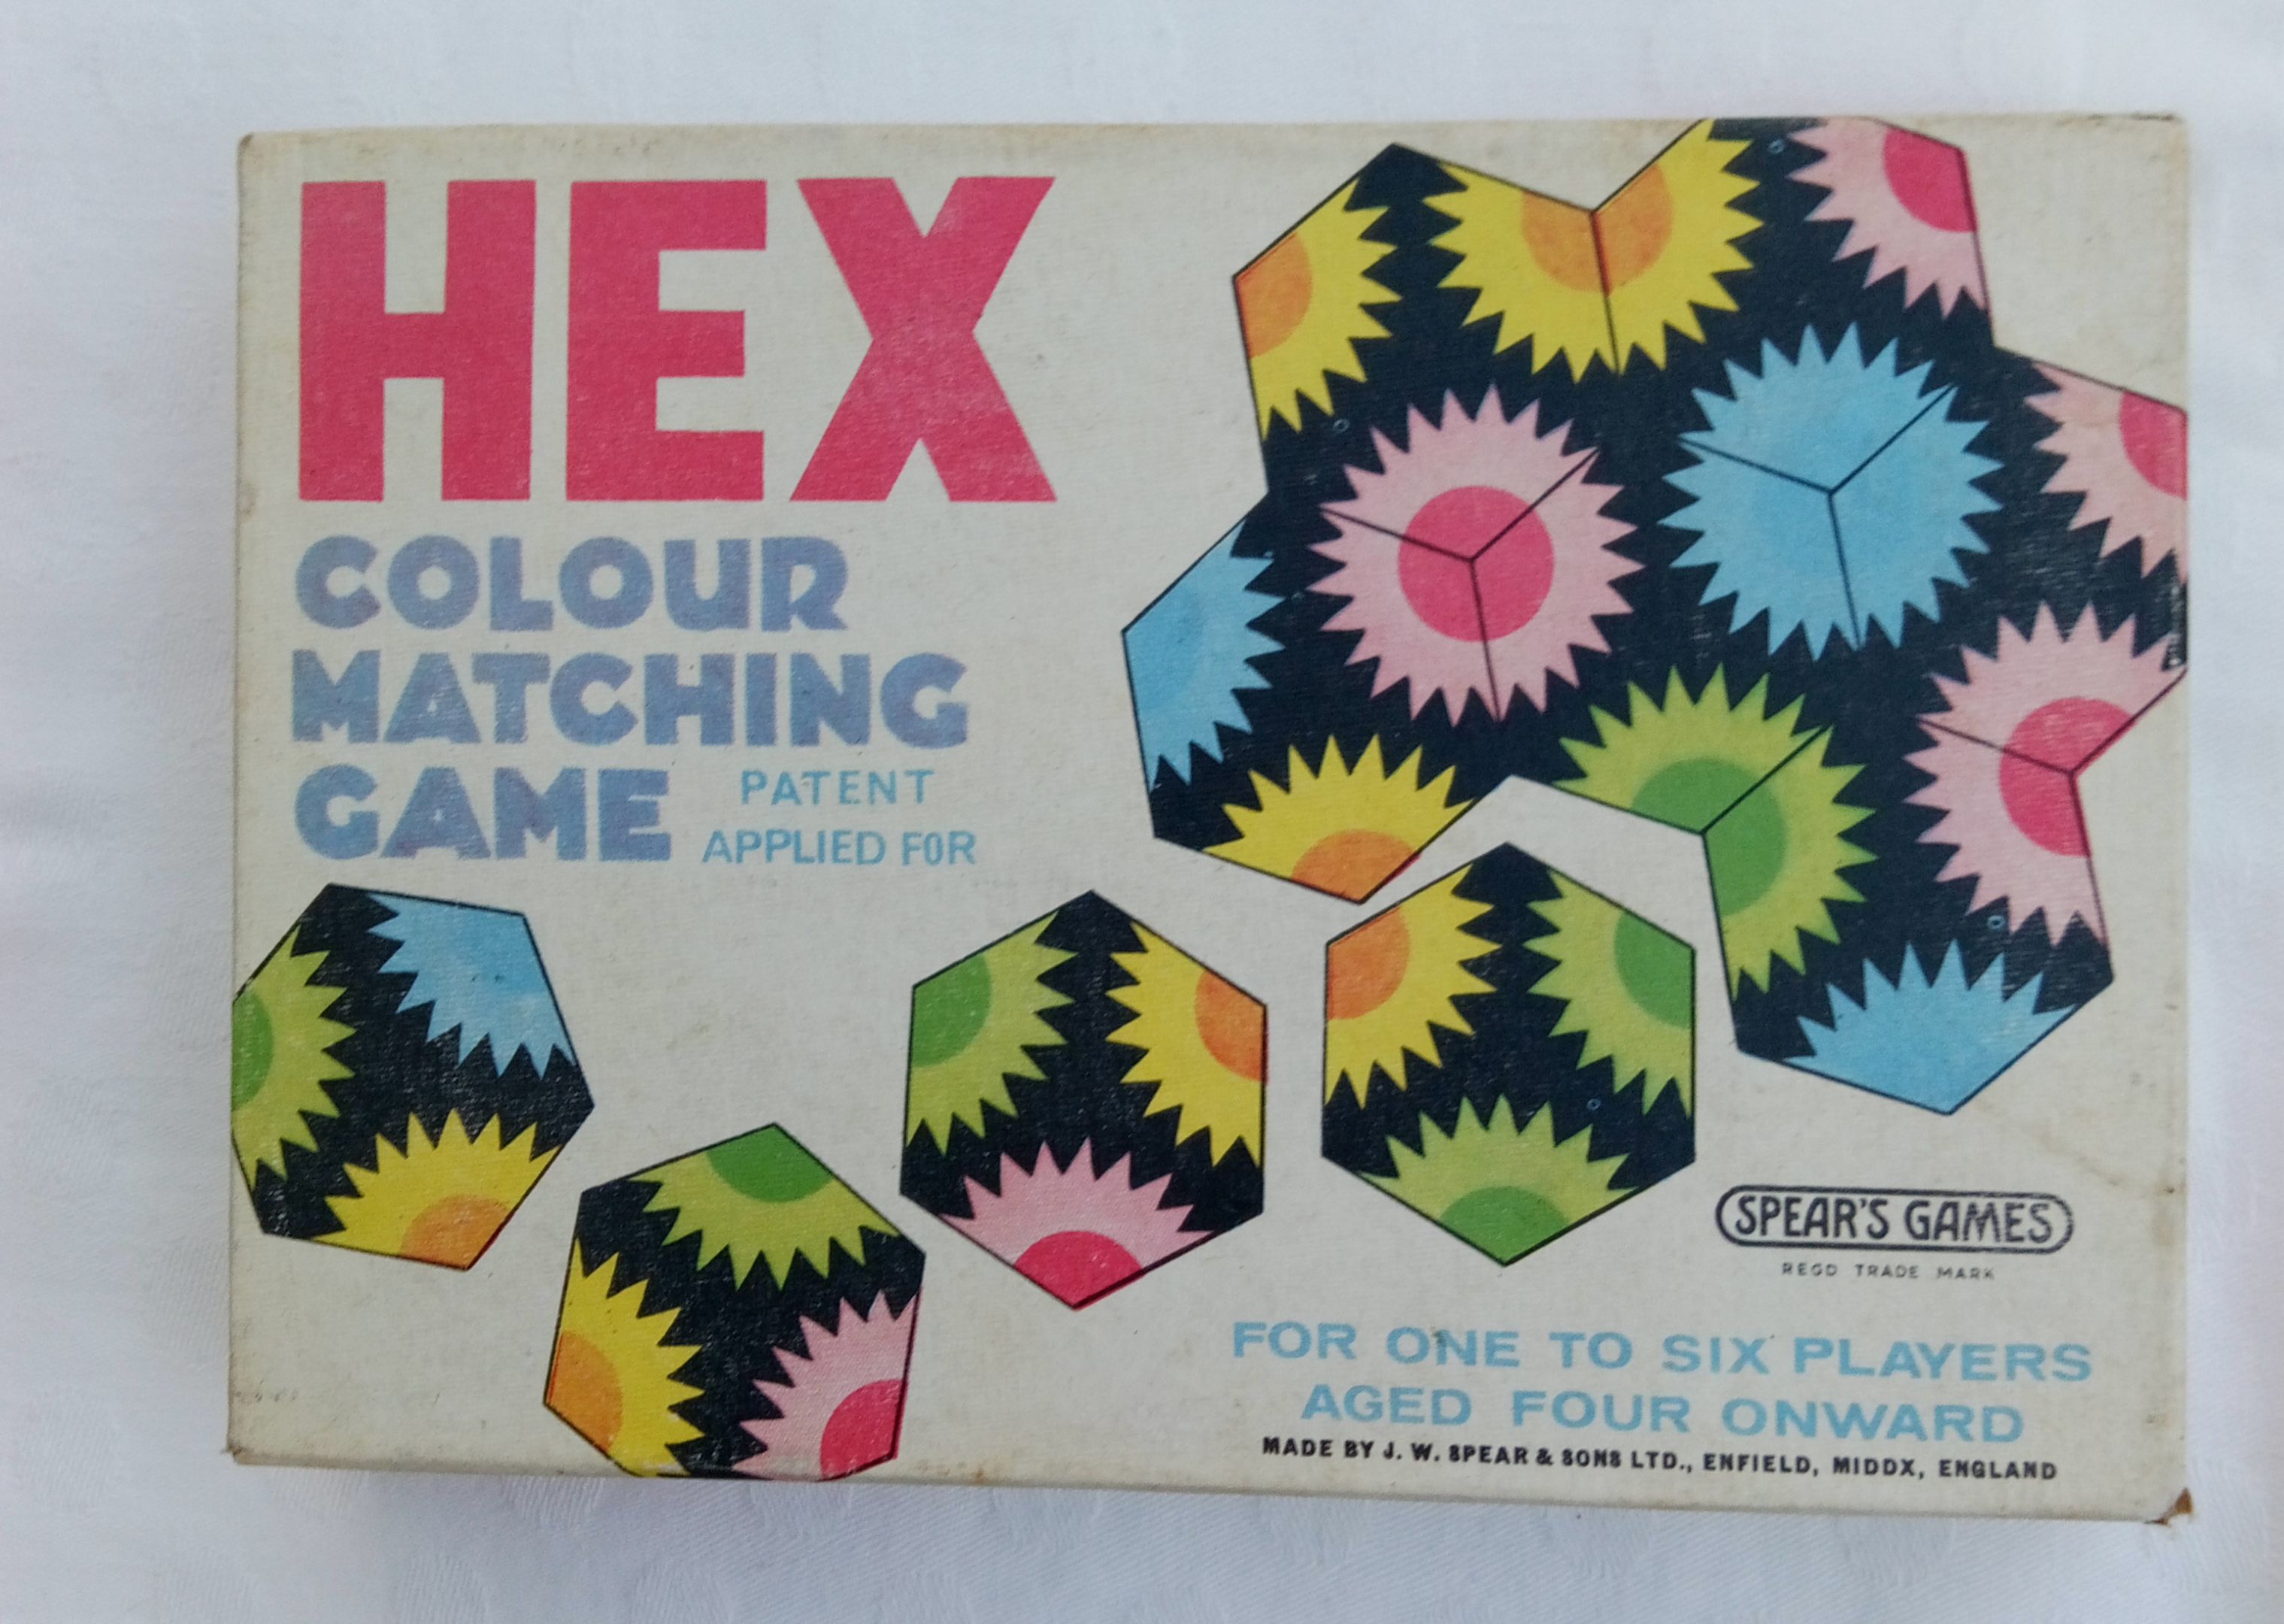 HEX
COLOUR
MATCHING
GAME
PATENT
APPLIED FOR
SPEAR'S GAMES
REGD TRADE MARK
FOR ONE TO SIX PLAYERS
AGED FOUR ONWARD
MADE BY J. W. SPEAR & SONS LTD., ENFIELD, MIDDX, ENGLAND